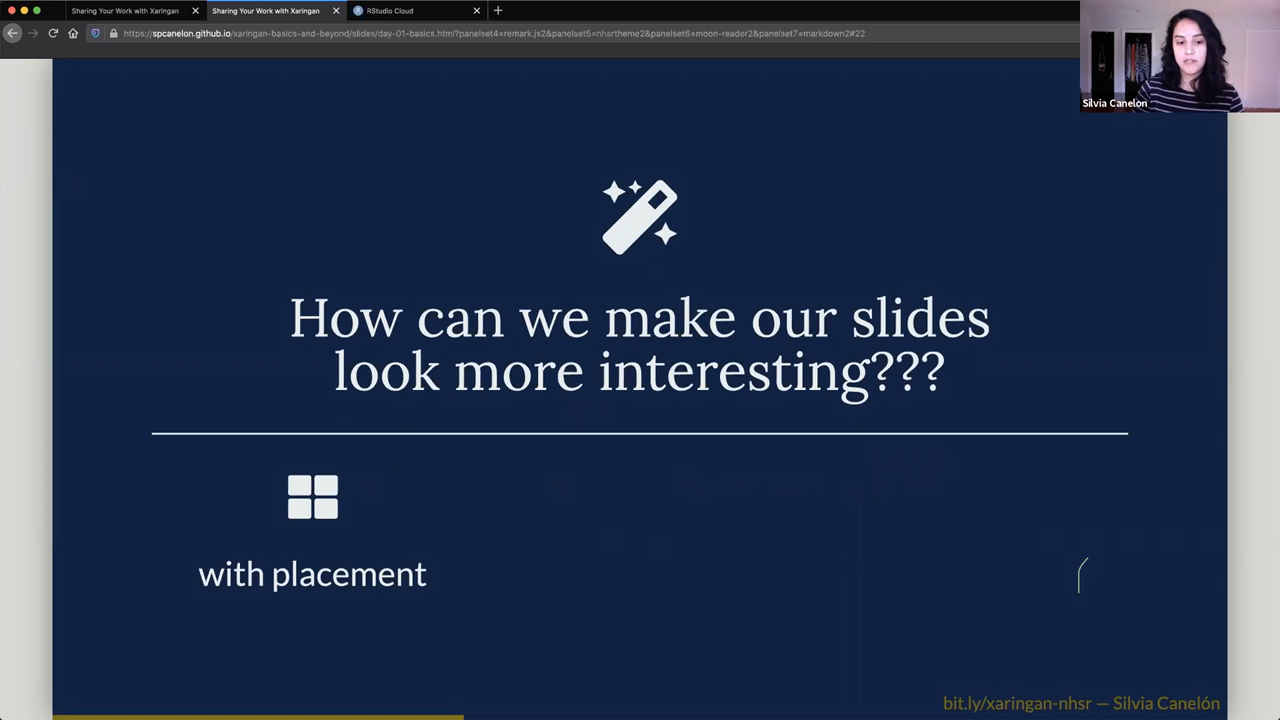 Sharing Your Work with Xaringan
Sharing Your Work with Xaringan
RStudio Cloud
https://spcanelon.github.io/xaringan-basics-and-beyond/slides/day-01-basics.html?panelset4=remark.js2&panelset5=nhsrtheme2&panelset6=moon-reader2&panelset7=markdown2#22
Silvia Canelon
How can we make our slides
look more interesting???
with placement
bit.ly/xaringan-nhsr — Silvia Canelón